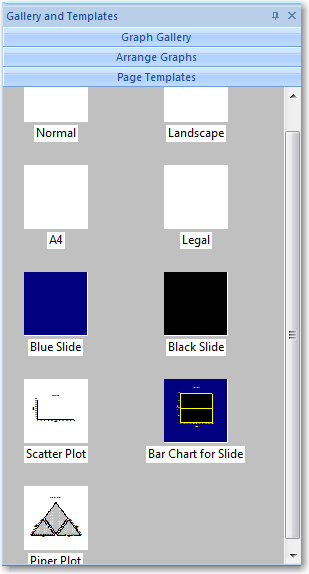 Gallery and Templates
Graph Gallery
Arrange Graphs
Page Templates
Normal
Landscape
A4
Legal
Blue Slide
Black Slide
Scatter Plot
Bar Chart for Slide
Piper Plot